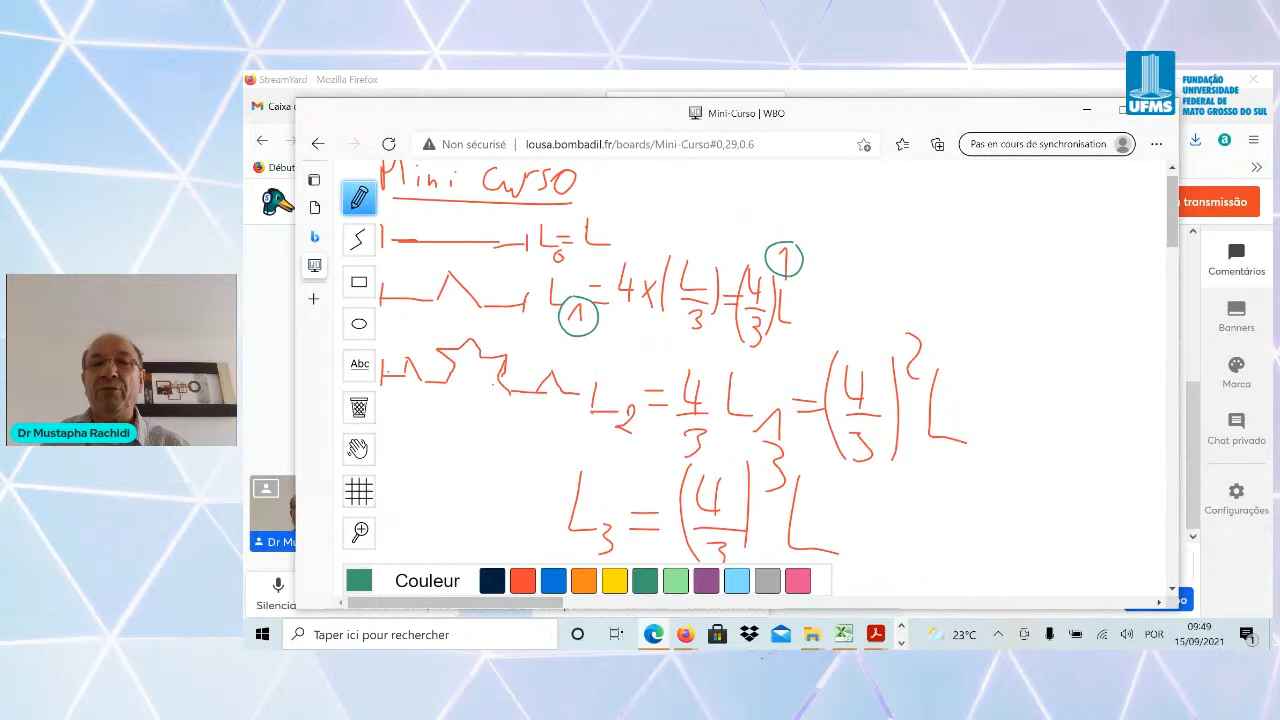 FUNDAÇÃO
UNIVERSIDADE
FEDERAL DE
MATO GROSSO DO SUL
UFMS
StreamYard - Mozilla Firefox
Caixa
Mini-Curso | WBO
Non sécurisé
lousa.bombadil.fr/boards/Mini-Curso#0,29,0.6
Pas en cours de synchronisation
Début
a transmissão
Mini Curso
L₀ = L
L₁ = 4 x (L/3) = (4/3)¹ L
L₂ = 4/3 L₁ = (4/3)² L
L₃ = (4/3)³ L
Abc
Comentários
Banners
Marca
Chat privado
Configurações
Dr Mustapha Rachidi
Dr Mu
Couleur
Silencia
Taper ici pour rechercher
23°C
POR
09:49
15/09/2021